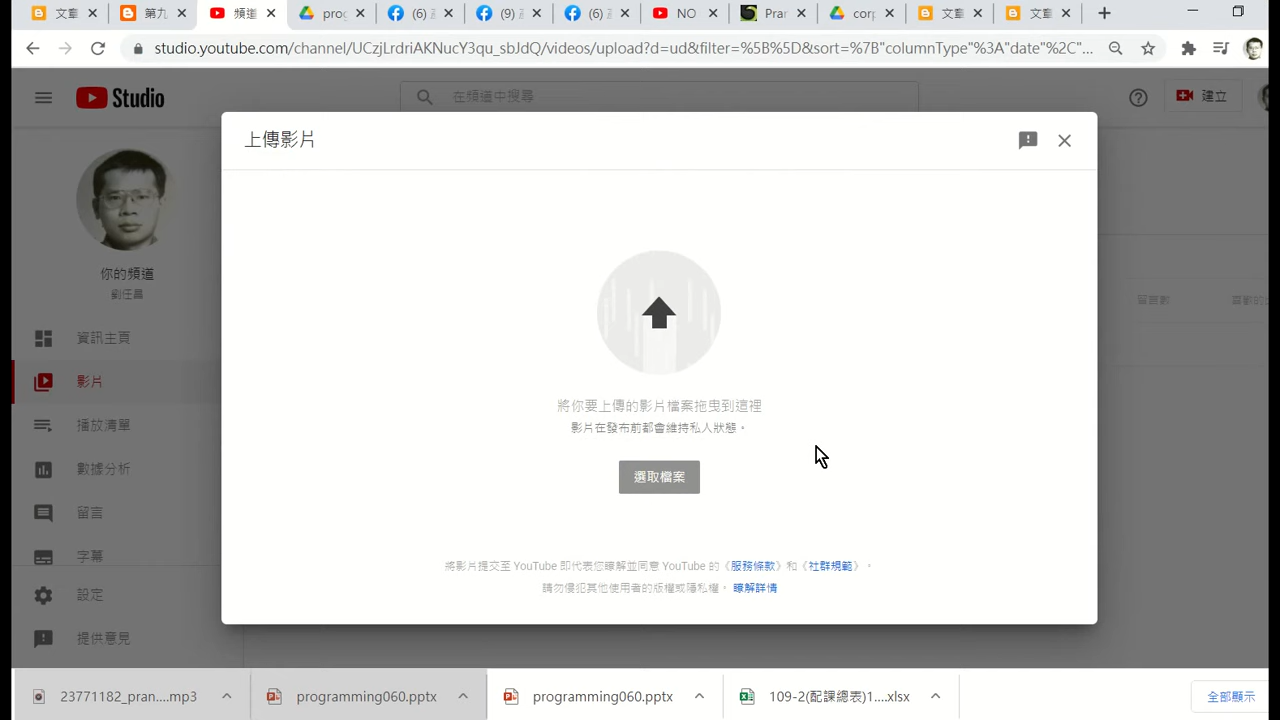 文章
第九
頻道
prog
(6)
(9)
(6)
NO
Pran
corp
文章
文章
studio.youtube.com/channel/UCzjLrdriAKNucY3qu_sbJdQ/videos/upload?d=ud&filter=%5B%5D&sort=%7B"columnType"%3A"date"%2C"...
Studio
在頻道中搜尋
建立
上傳影片
你的頻道
劉任昌
資訊主頁
影片
播放清單
數據分析
留言
字幕
設定
提供意見
留言數
將你要上傳的影片檔案拖曳到這裡
影片在發布前都會維持私人狀態。
選取檔案
將影片提交至 YouTube 即代表您瞭解並同意 YouTube 的《服務條款》和《社群規範》。
請勿侵犯其他使用者的版權或隱私權。 瞭解詳情
23771182_pran....mp3
programming060.pptx
programming060.pptx
109-2(配課總表)1....xlsx
全部顯示